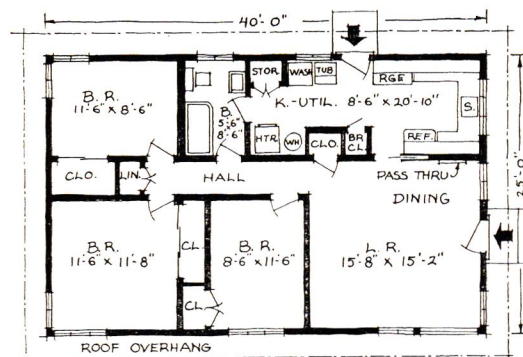 40'-0"
STOR.
WASH
TUB
RGE
B. R.
11'-6" x 8'-6"
B.
5'-6"
8'-6"
K.-UTIL. 8'-6" x 20'-10"
S.
HTR
WH
CLO.
BR.
CL.
REF.
CLO.
LIN.
HALL
PASS THRU
DINING
25'-0"
B. R.
11'-6" x 11'-8"
CL.
B. R.
8'-6" x 11'-6"
L. R.
15'-8" x 15'-2"
CL.
ROOF OVERHANG